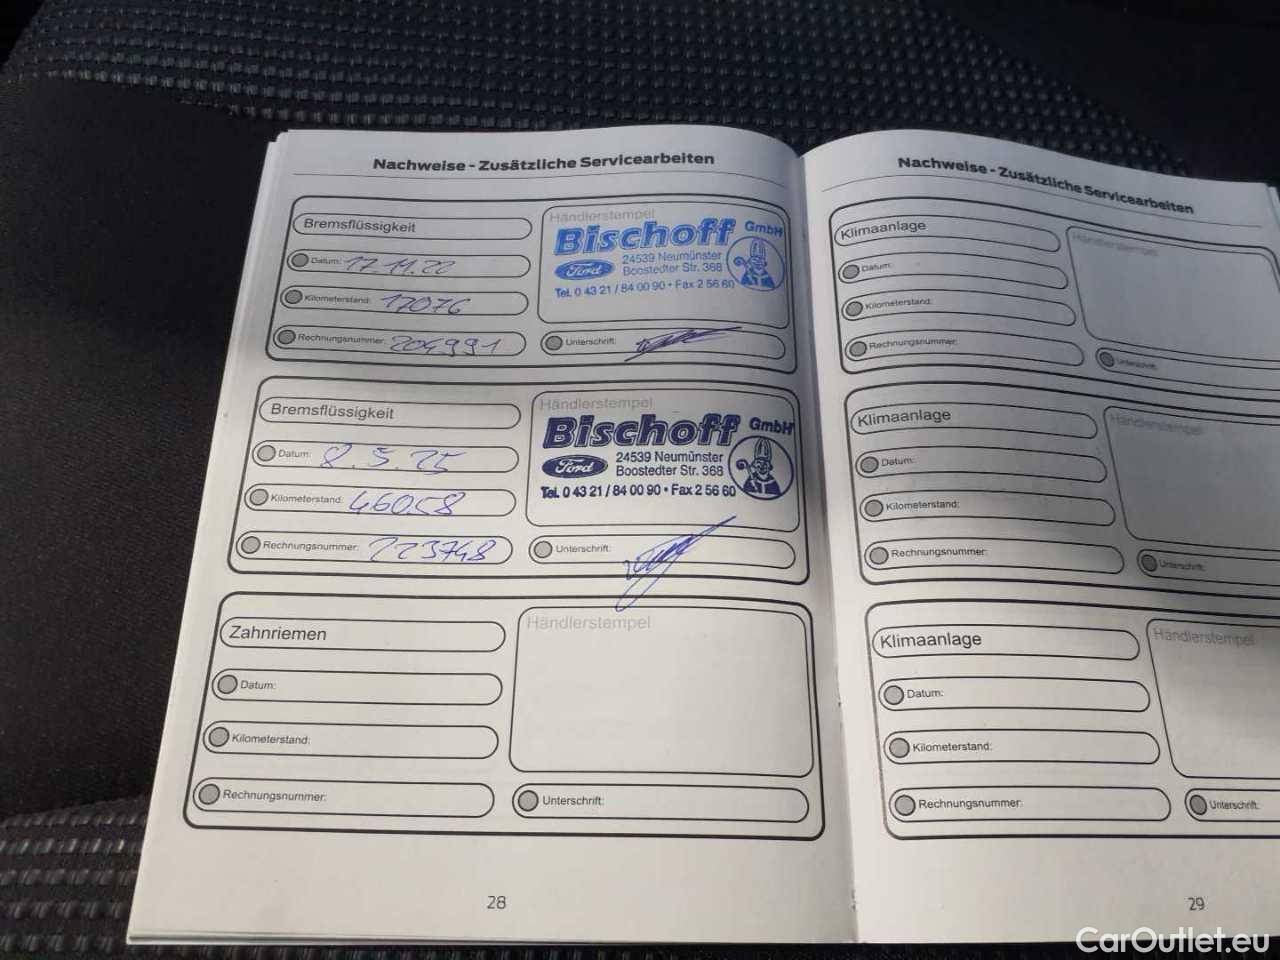 Nachweise - Zusätzliche Servicearbeiten
Bremsflüssigkeit
Datum: 17.11.22
Kilometerstand: 17076
Rechnungsnummer: 204991
Händlerstempel
Bischoff GmbH
Ford
24539 Neumünster
Boostedter Str. 368
Tel. 0 43 21 / 84 00 90 • Fax 2 56 60
Unterschrift:
Bremsflüssigkeit
Datum: 8.5.25
Kilometerstand: 46058
Rechnungsnummer: 223748
Händlerstempel
Bischoff GmbH
Ford
24539 Neumünster
Boostedter Str. 368
Tel. 0 43 21 / 84 00 90 • Fax 2 56 60
Unterschrift:
Zahnriemen
Datum:
Kilometerstand:
Rechnungsnummer:
Händlerstempel
Unterschrift:
28
Nachweise - Zusätzliche Servicearbeiten
Klimaanlage
Datum:
Kilometerstand:
Rechnungsnummer:
Händlerstempel
Unterschrift:
Klimaanlage
Datum:
Kilometerstand:
Rechnungsnummer:
Händlerstempel
Unterschrift:
Klimaanlage
Datum:
Kilometerstand:
Rechnungsnummer:
Händlerstempel
Unterschrift:
29
CarOutlet.eu